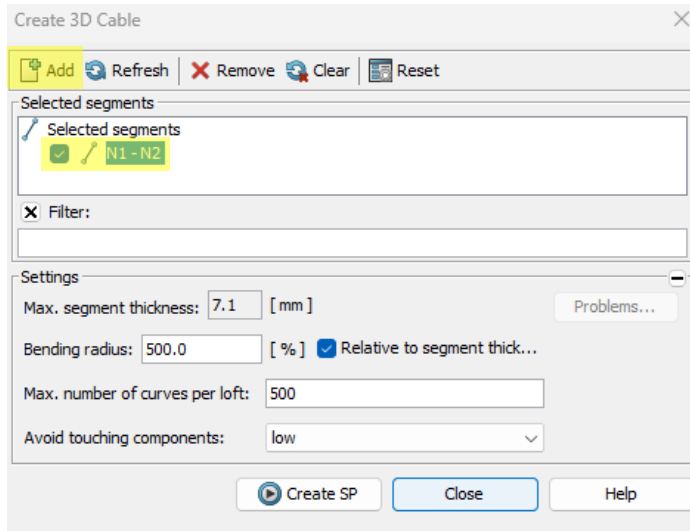 Create 3D Cable
Add Refresh Remove Clear Reset
Selected segments
Selected segments
N1 - N2
Filter:
Settings
Max. segment thickness: 7.1 [ mm ] Problems...
Bending radius: 500.0 [ % ] Relative to segment thick...
Max. number of curves per loft: 500
Avoid touching components: low
Create SP Close Help